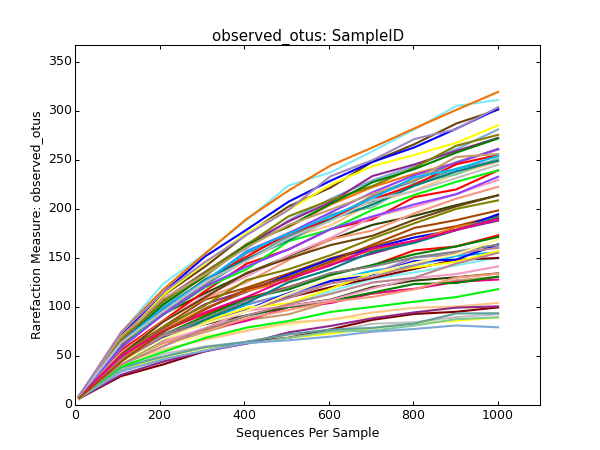 observed_otus: SampleID
350
300
250
200
150
100
50
0
Rarefaction Measure: observed_otus
0 200 400 600 800 1000
Sequences Per Sample